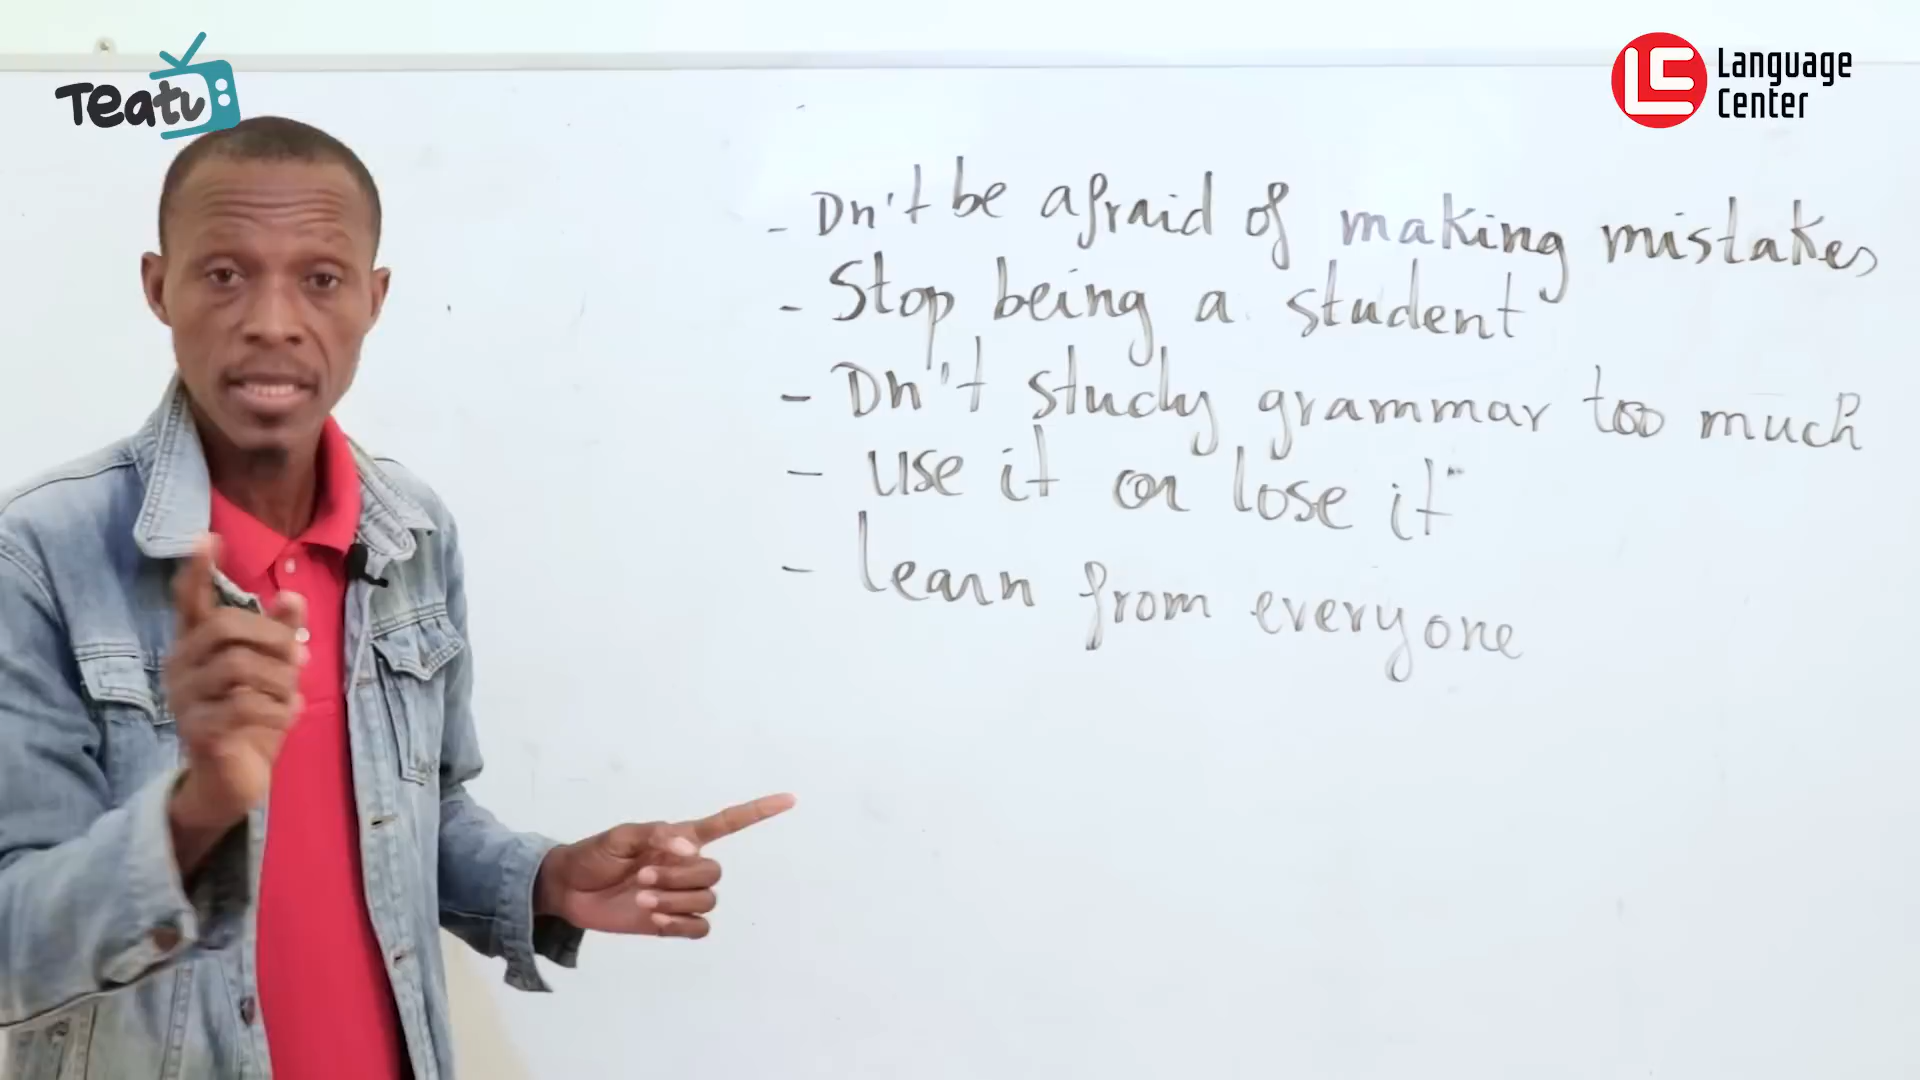 Teatv
Language
Center
- Dn't be afraid of making mistakes
- Stop being a student
- Dn't study grammar too much
- use it or lose it
- learn from everyone